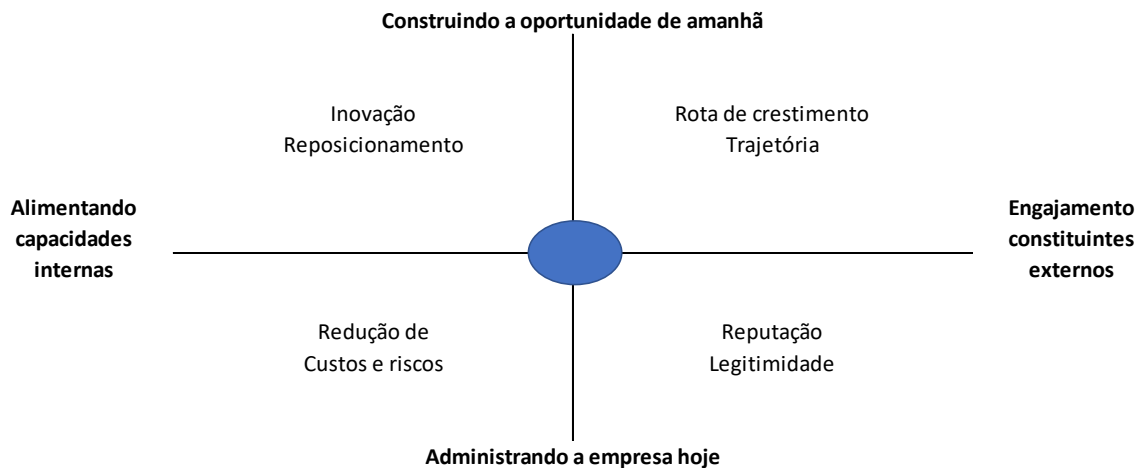 Construindo a oportunidade de amanhã
Inovação
Reposicionamento
Rota de crestimento
Trajetória
Alimentando
capacidades
internas
Engajamento
constituintes
externos
Redução de
Custos e riscos
Reputação
Legitimidade
Administrando a empresa hoje